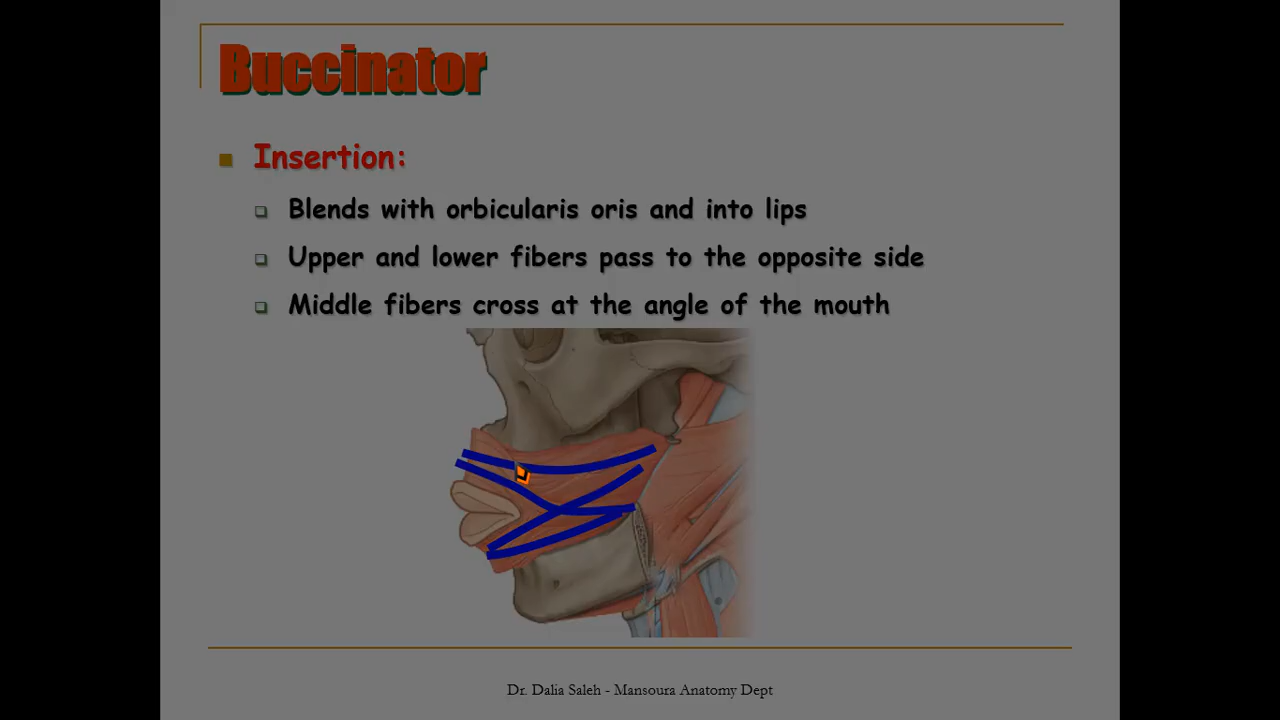 Buccinator
Insertion:
Blends with orbicularis oris and into lips
Upper and lower fibers pass to the opposite side
Middle fibers cross at the angle of the mouth
Dr. Dalia Saleh - Mansoura Anatomy Dept